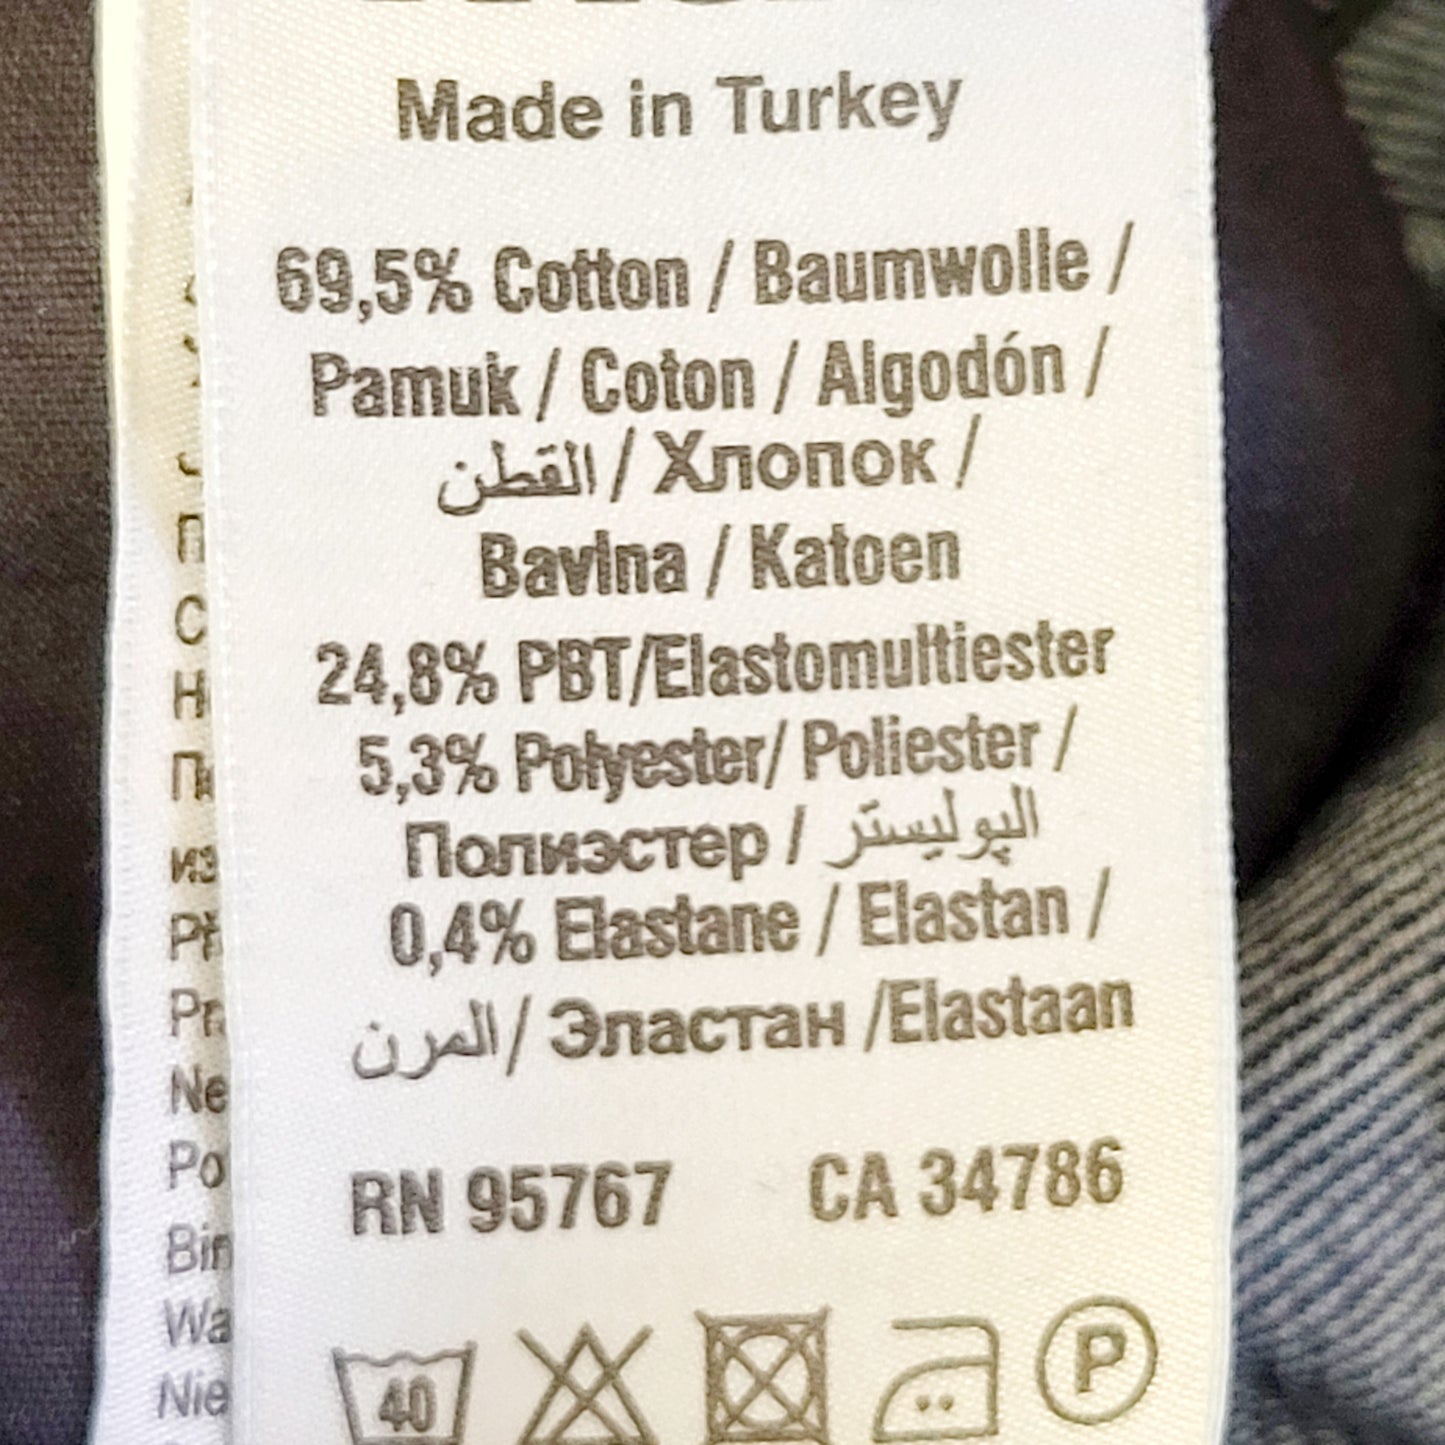 Made in Turkey
69,5% Cotton / Baumwolle /
Pamuk / Coton / Algodón /
القطن / Хлопок /
Bavlna / Katoen
24,8% PBT/Elastomultiester
5,3% Polyester/ Poliester /
Полиэстер / الپوليستر
0,4% Elastane / Elastan /
المرن / Эластан /Elastaan
RN 95767 CA 34786
40 P